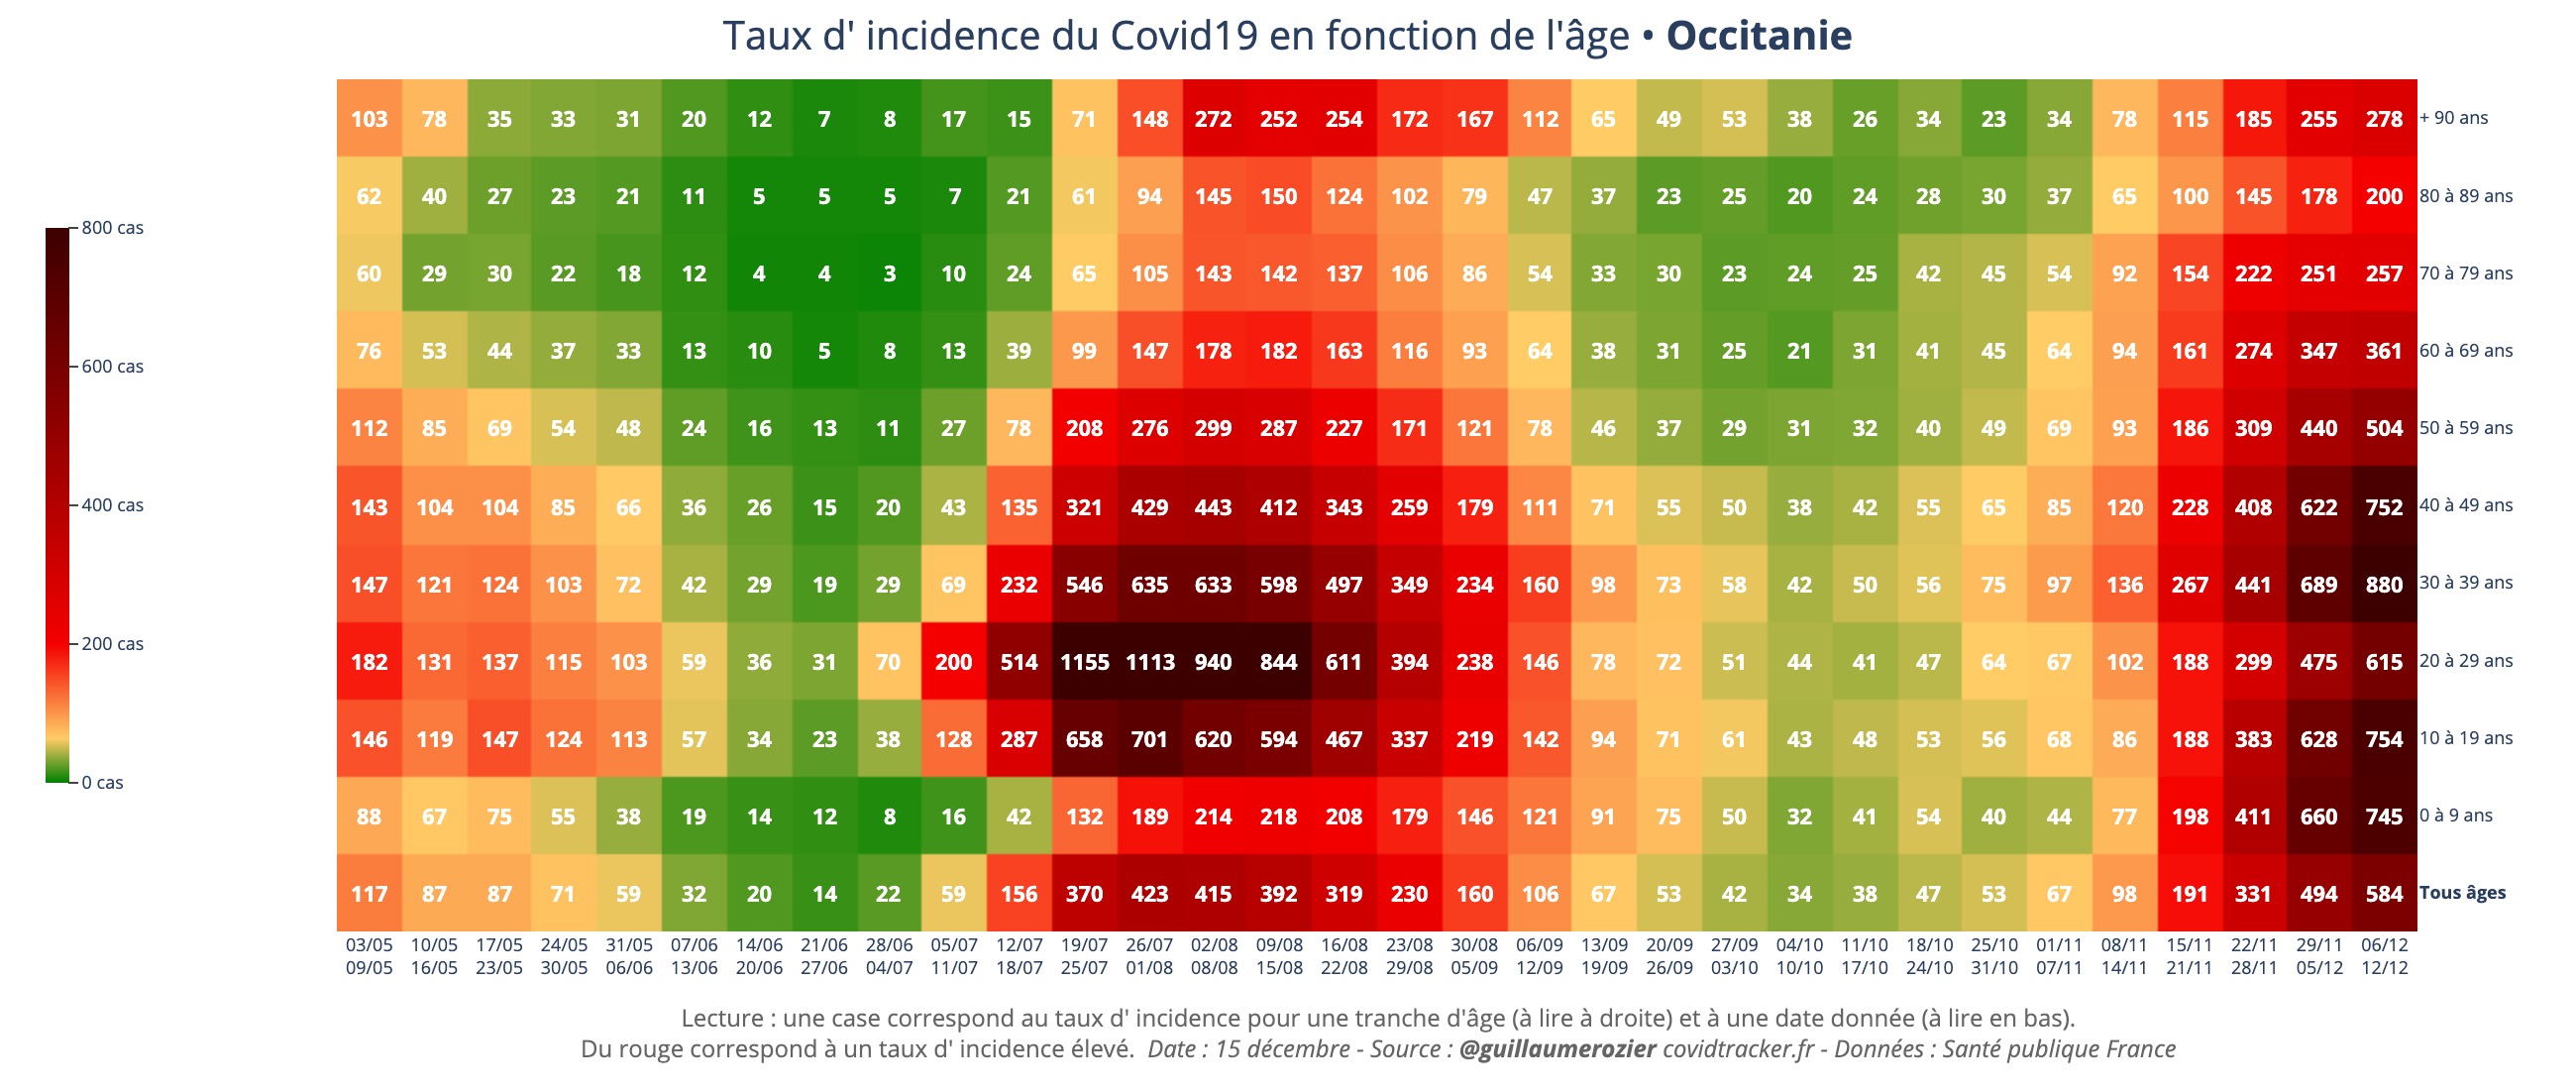 Taux d' incidence du Covid19 en fonction de l'âge • Occitanie
800 cas
600 cas
400 cas
200 cas
0 cas
103 78 35 33 31 20 12 7 8 17 15 71 148 272 252 254 172 167 112 65 49 53 38 26 34 23 34 78 115 185 255 278 + 90 ans
62 40 27 23 21 11 5 5 5 7 21 61 94 145 150 124 102 79 47 37 23 25 20 24 28 30 37 65 100 145 178 200 80 à 89 ans
60 29 30 22 18 12 4 4 3 10 24 65 105 143 142 137 106 86 54 33 30 23 24 25 42 45 54 92 154 222 251 257 70 à 79 ans
76 53 44 37 33 13 10 5 8 13 39 99 147 178 182 163 116 93 64 38 31 25 21 31 41 45 64 94 161 274 347 361 60 à 69 ans
112 85 69 54 48 24 16 13 11 27 78 208 276 299 287 227 171 121 78 46 37 29 31 32 40 49 69 93 186 309 440 504 50 à 59 ans
143 104 104 85 66 36 26 15 20 43 135 321 429 443 412 343 259 179 111 71 55 50 38 42 55 65 85 120 228 408 622 752 40 à 49 ans
147 121 124 103 72 42 29 19 29 69 232 546 635 633 598 497 349 234 160 98 73 58 42 50 56 75 97 136 267 441 689 880 30 à 39 ans
182 131 137 115 103 59 36 31 70 200 514 1155 1113 940 844 611 394 238 146 78 72 51 44 41 47 64 67 102 188 299 475 615 20 à 29 ans
146 119 147 124 113 57 34 23 38 128 287 658 701 620 594 467 337 219 142 94 71 61 43 48 53 56 68 86 188 383 628 754 10 à 19 ans
88 67 75 55 38 19 14 12 8 16 42 132 189 214 218 208 179 146 121 91 75 50 32 41 54 40 44 77 198 411 660 745 0 à 9 ans
117 87 87 71 59 32 20 14 22 59 156 370 423 415 392 319 230 160 106 67 53 42 34 38 47 53 67 98 191 331 494 584 Tous âges
03/05 10/05 17/05 24/05 31/05 07/06 14/06 21/06 28/06 05/07 12/07 19/07 26/07 02/08 09/08 16/08 23/08 30/08 06/09 13/09 20/09 27/09 04/10 11/10 18/10 25/10 01/11 08/11 15/11 22/11 29/11 06/12
09/05 16/05 23/05 30/05 06/06 13/06 20/06 27/06 04/07 11/07 18/07 25/07 01/08 08/08 15/08 22/08 29/08 05/09 12/09 19/09 26/09 03/10 10/10 17/10 24/10 31/10 07/11 14/11 21/11 28/11 05/12 12/12
Lecture : une case correspond au taux d' incidence pour une tranche d'âge (à lire à droite) et à une date donnée (à lire en bas).
Du rouge correspond à un taux d' incidence élevé. Date : 15 décembre - Source : @guillaumerozier covidtracker.fr - Données : Santé publique France